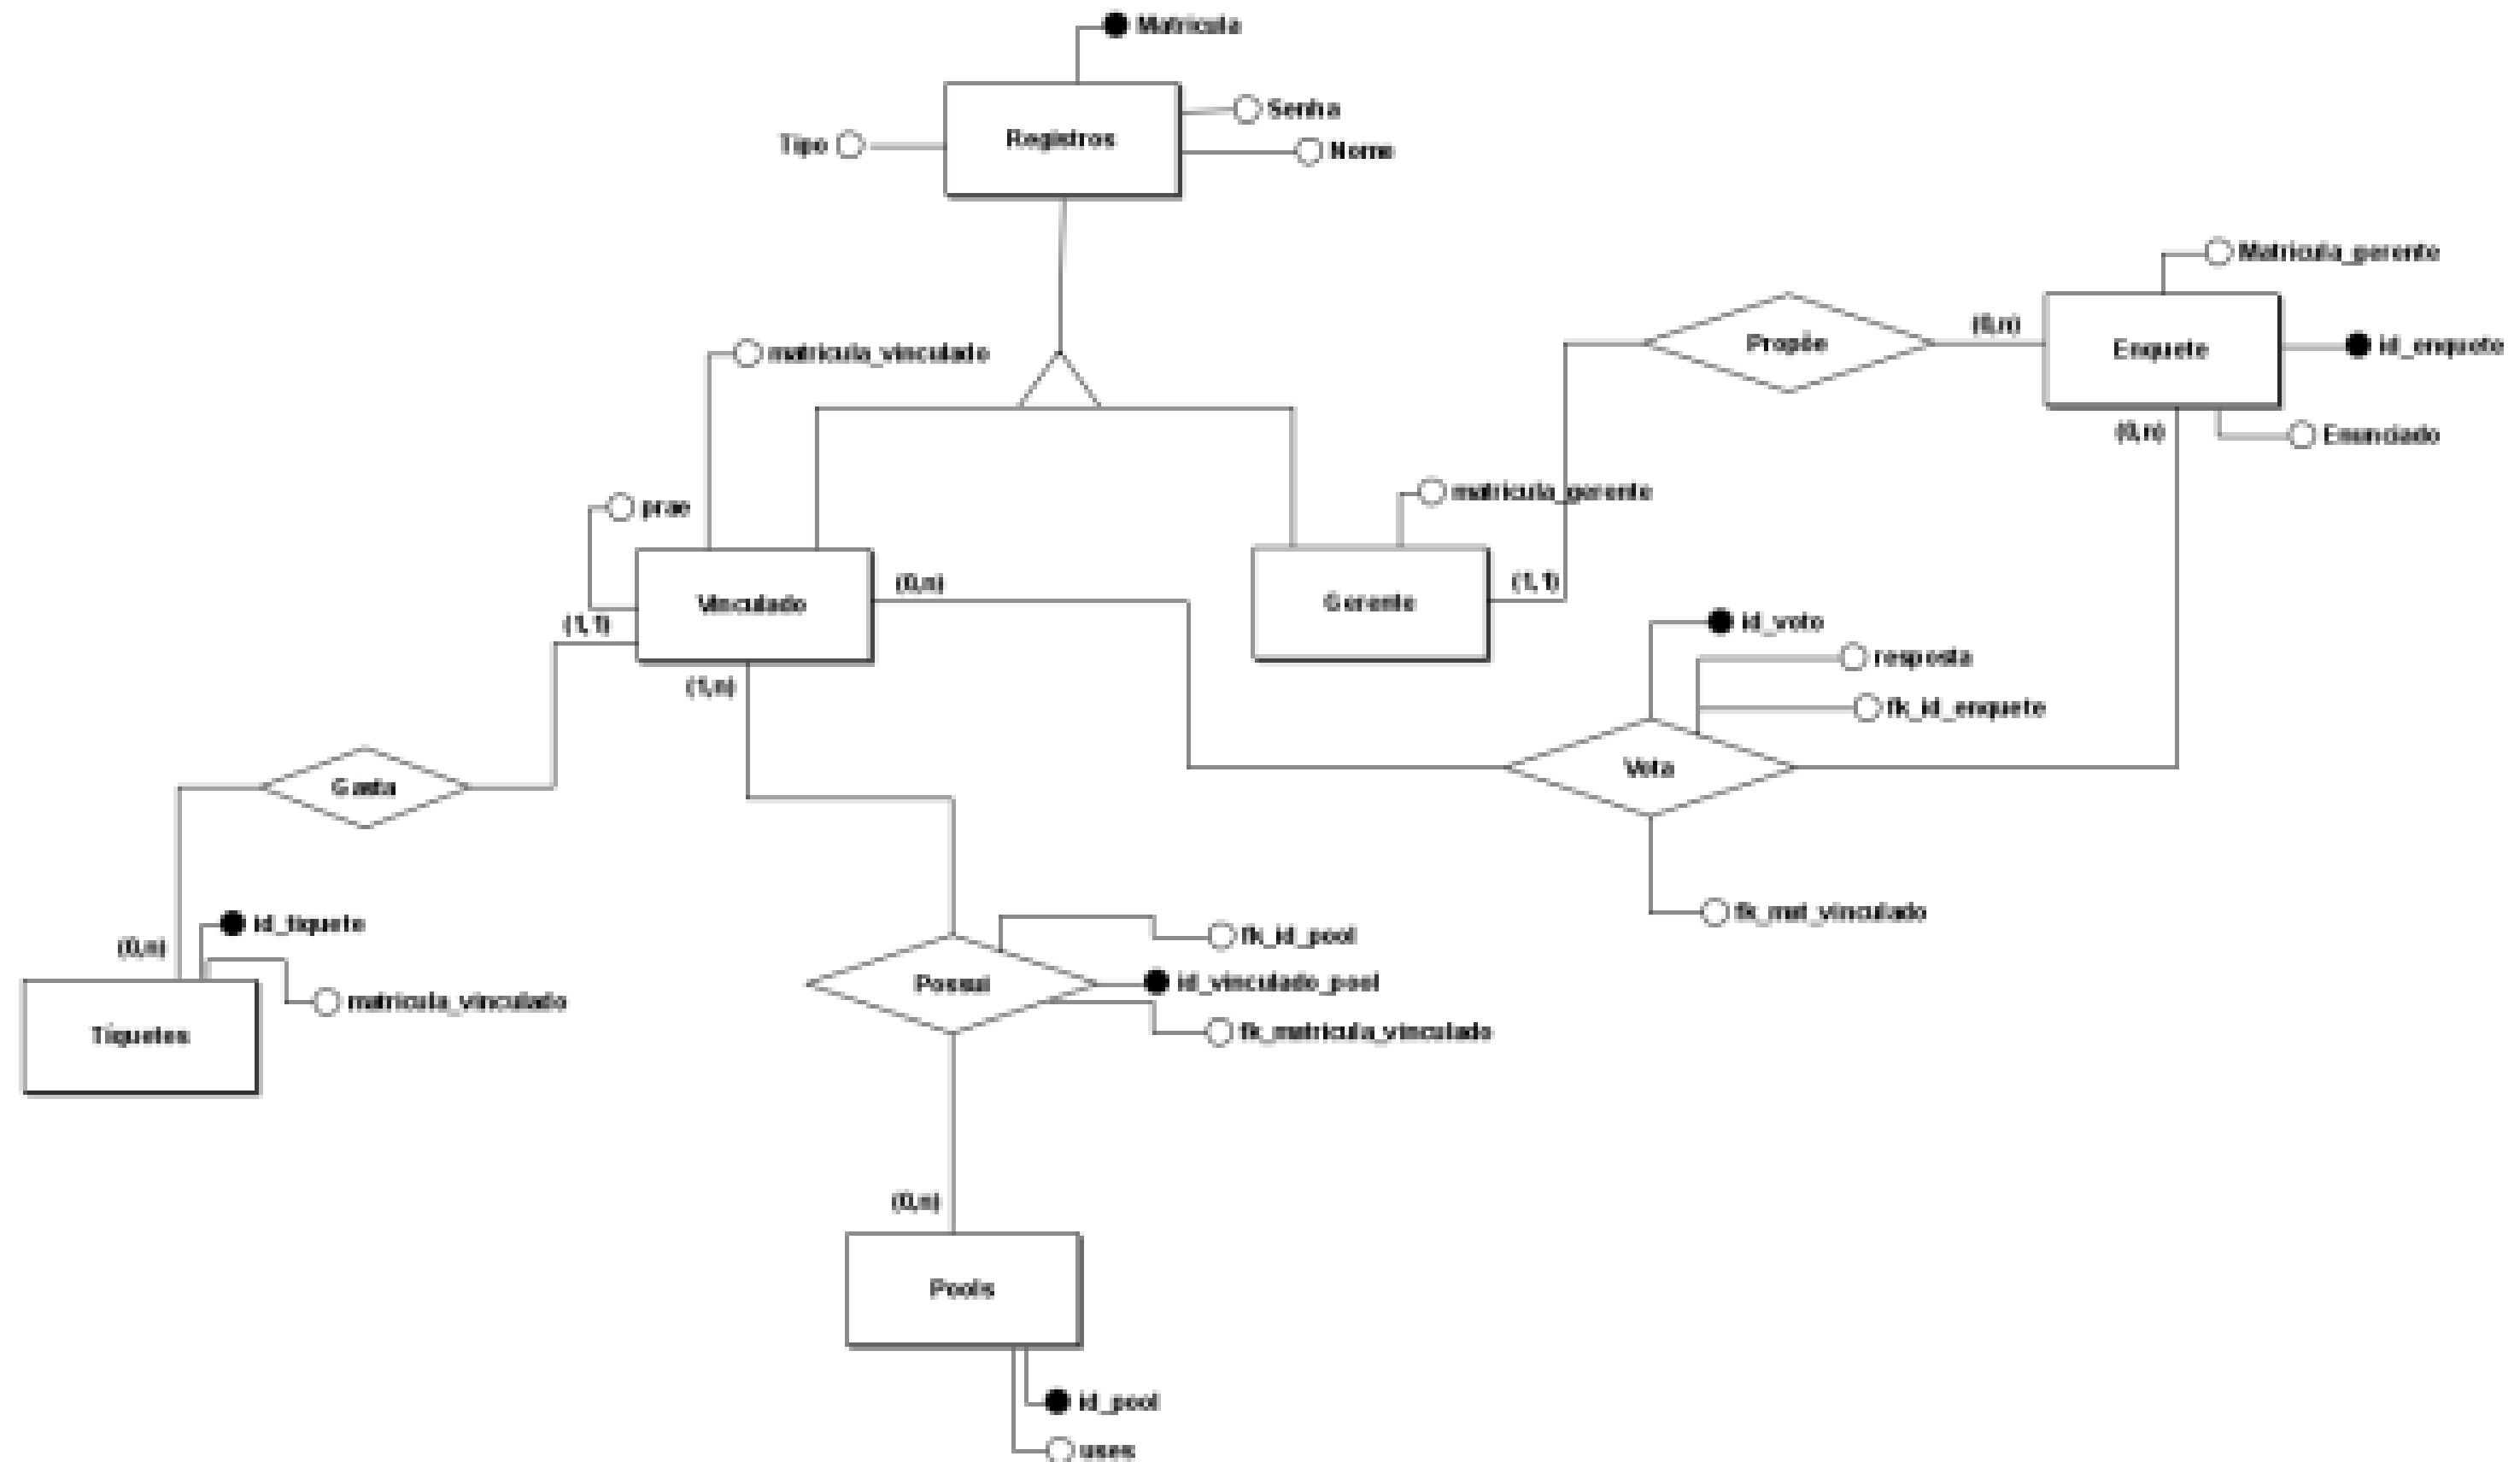 Matricula
Senha
Tipo
Registros
Nome
Matricula_gerente
(0,n)
Propõe
Enquete
id_enquete
matricula_vinculado
(0,n)
Enunciado
prae
matricula_gerente
(0,n)
(1,1)
Vinculado
Gerente
(1,1)
id_voto
resposta
(1,n)
fk_id_enquete
Vota
Gasta
fk_mat_vinculado
id_tiquete
fk_id_pool
(0,n)
Possui
id_vinculado_pool
matricula_vinculado
Tíquetes
fk_matricula_vinculado
(0,n)
Pools
id_pool
uses